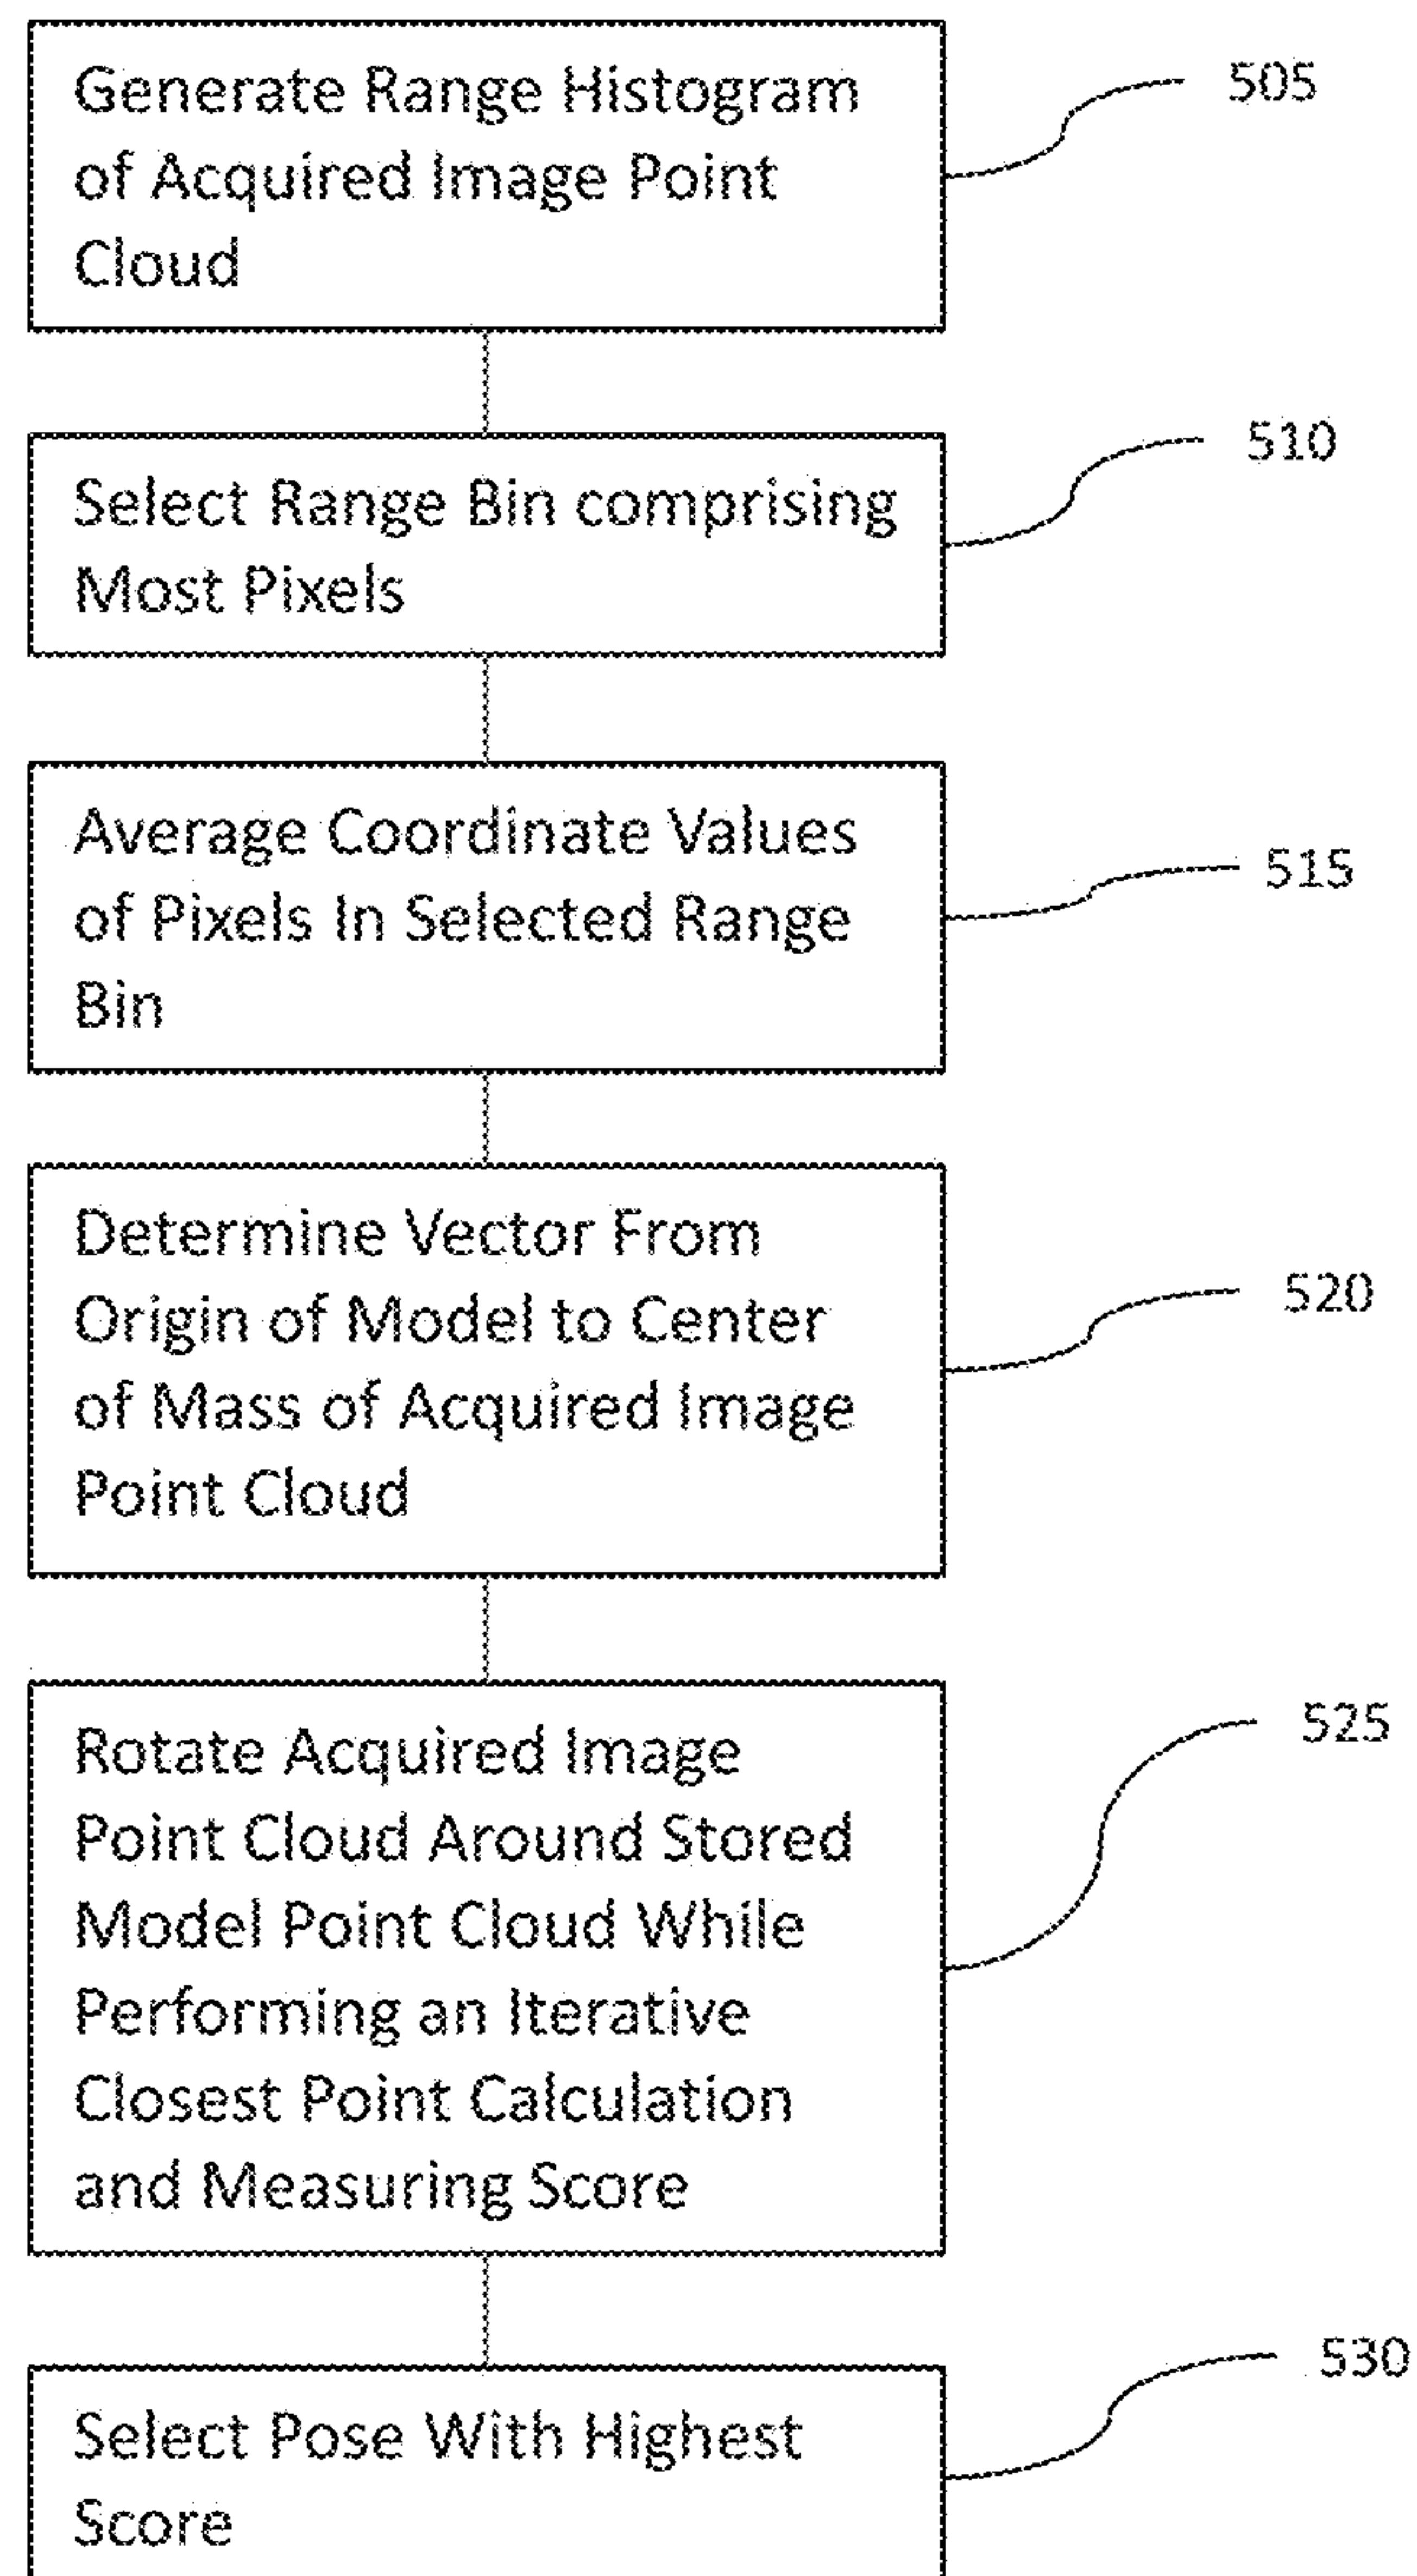 Generate Range Histogram
of Acquired Image Point
Cloud
505
Select Range Bin comprising
Most Pixels
510
Average Coordinate Values
of Pixels In Selected Range
Bin
515
Determine Vector From
Origin of Model to Center
of Mass of Acquired Image
Point Cloud
520
Rotate Acquired Image
Point Cloud Around Stored
Model Point Cloud While
Performing an Iterative
Closest Point Calculation
and Measuring Score
525
Select Pose With Highest
Score
530